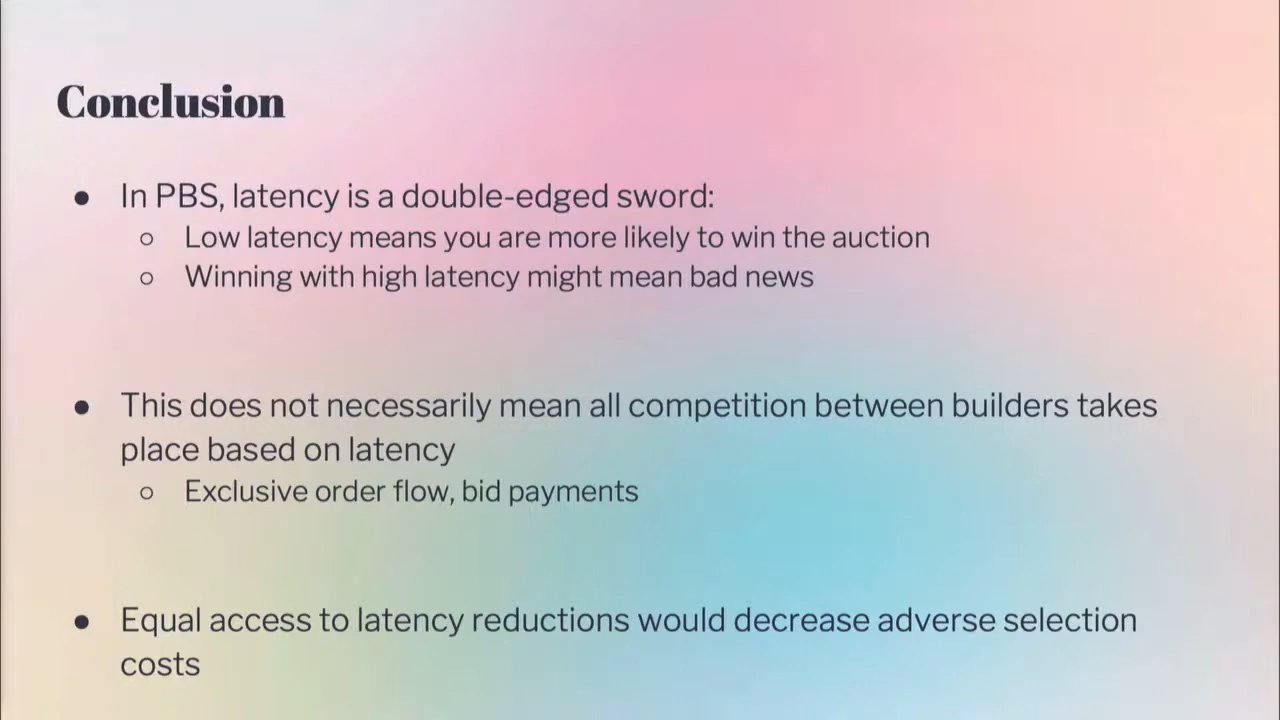 Conclusion
● In PBS, latency is a double-edged sword:
○ Low latency means you are more likely to win the auction
○ Winning with high latency might mean bad news
● This does not necessarily mean all competition between builders takes
place based on latency
○ Exclusive order flow, bid payments
● Equal access to latency reductions would decrease adverse selection
costs